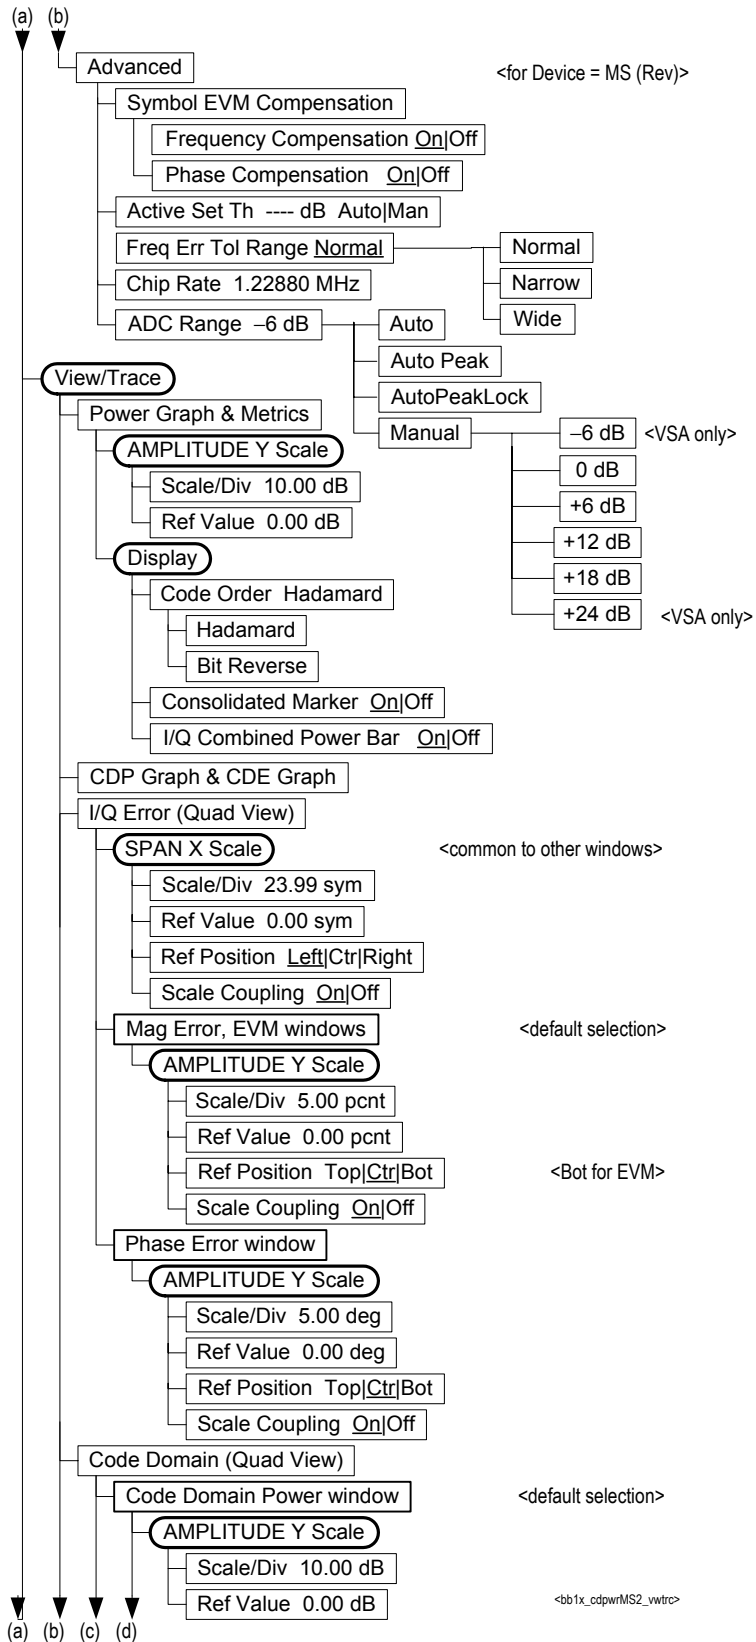 (a) (b)
Advanced <for Device = MS (Rev)>
Symbol EVM Compensation
Frequency Compensation On|Off
Phase Compensation On|Off
Active Set Th ---- dB Auto|Man
Freq Err Tol Range Normal Normal
Chip Rate 1.22880 MHz Narrow
Wide
ADC Range –6 dB Auto
Auto Peak
View/Trace AutoPeakLock
Power Graph & Metrics Manual –6 dB <VSA only>
AMPLITUDE Y Scale 0 dB
Scale/Div 10.00 dB +6 dB
Ref Value 0.00 dB +12 dB
Display +18 dB
Code Order Hadamard +24 dB <VSA only>
Hadamard
Bit Reverse
Consolidated Marker On|Off
I/Q Combined Power Bar On|Off
CDP Graph & CDE Graph
I/Q Error (Quad View)
SPAN X Scale <common to other windows>
Scale/Div 23.99 sym
Ref Value 0.00 sym
Ref Position Left|Ctr|Right
Scale Coupling On|Off
Mag Error, EVM windows <default selection>
AMPLITUDE Y Scale
Scale/Div 5.00 pcnt
Ref Value 0.00 pcnt
Ref Position Top|Ctr|Bot <Bot for EVM>
Scale Coupling On|Off
Phase Error window
AMPLITUDE Y Scale
Scale/Div 5.00 deg
Ref Value 0.00 deg
Ref Position Top|Ctr|Bot
Scale Coupling On|Off
Code Domain (Quad View)
Code Domain Power window <default selection>
AMPLITUDE Y Scale
Scale/Div 10.00 dB
Ref Value 0.00 dB <bb1x_cdpwrMS2_vwtrc>
(a) (b) (c) (d)